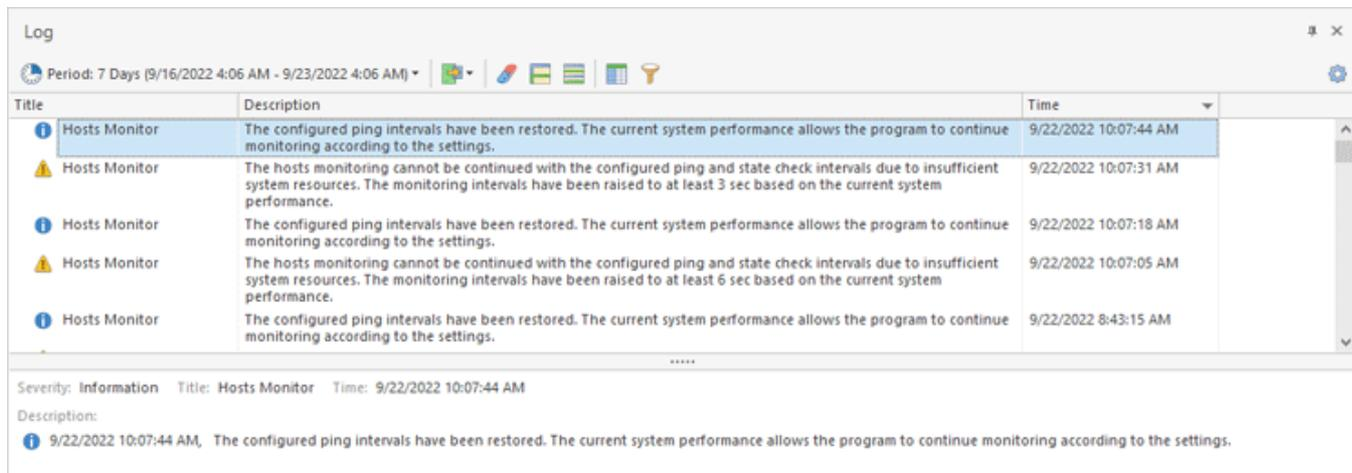 Log
Period: 7 Days (9/16/2022 4:06 AM - 9/23/2022 4:06 AM)
Title Description Time
Hosts Monitor The configured ping intervals have been restored. The current system performance allows the program to continue 9/22/2022 10:07:44 AM
monitoring according to the settings.
Hosts Monitor The hosts monitoring cannot be continued with the configured ping and state check intervals due to insufficient 9/22/2022 10:07:31 AM
system resources. The monitoring intervals have been raised to at least 3 sec based on the current system
performance.
Hosts Monitor The configured ping intervals have been restored. The current system performance allows the program to continue 9/22/2022 10:07:18 AM
monitoring according to the settings.
Hosts Monitor The hosts monitoring cannot be continued with the configured ping and state check intervals due to insufficient 9/22/2022 10:07:05 AM
system resources. The monitoring intervals have been raised to at least 6 sec based on the current system
performance.
Hosts Monitor The configured ping intervals have been restored. The current system performance allows the program to continue 9/22/2022 8:43:15 AM
monitoring according to the settings.
Severity: Information Title: Hosts Monitor Time: 9/22/2022 10:07:44 AM
Description:
9/22/2022 10:07:44 AM, The configured ping intervals have been restored. The current system performance allows the program to continue monitoring according to the settings.